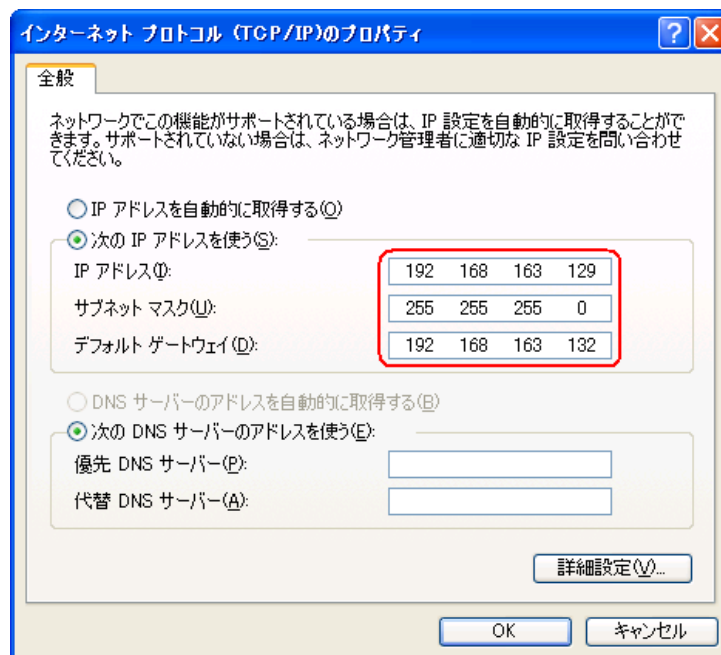 インターネット プロトコル (TCP/IP)のプロパティ
全般
ネットワークでこの機能がサポートされている場合は、IP 設定を自動的に取得することがで
きます。サポートされていない場合は、ネットワーク管理者に適切な IP 設定を問い合わせ
てください。
IP アドレスを自動的に取得する(O)
次の IP アドレスを使う(S):
IP アドレス(I): 192 168 163 129
サブネット マスク(U): 255 255 255 0
デフォルト ゲートウェイ(D): 192 168 163 132
DNS サーバーのアドレスを自動的に取得する(B)
次の DNS サーバーのアドレスを使う(E):
優先 DNS サーバー(P):
代替 DNS サーバー(A):
詳細設定(V)...
OK キャンセル